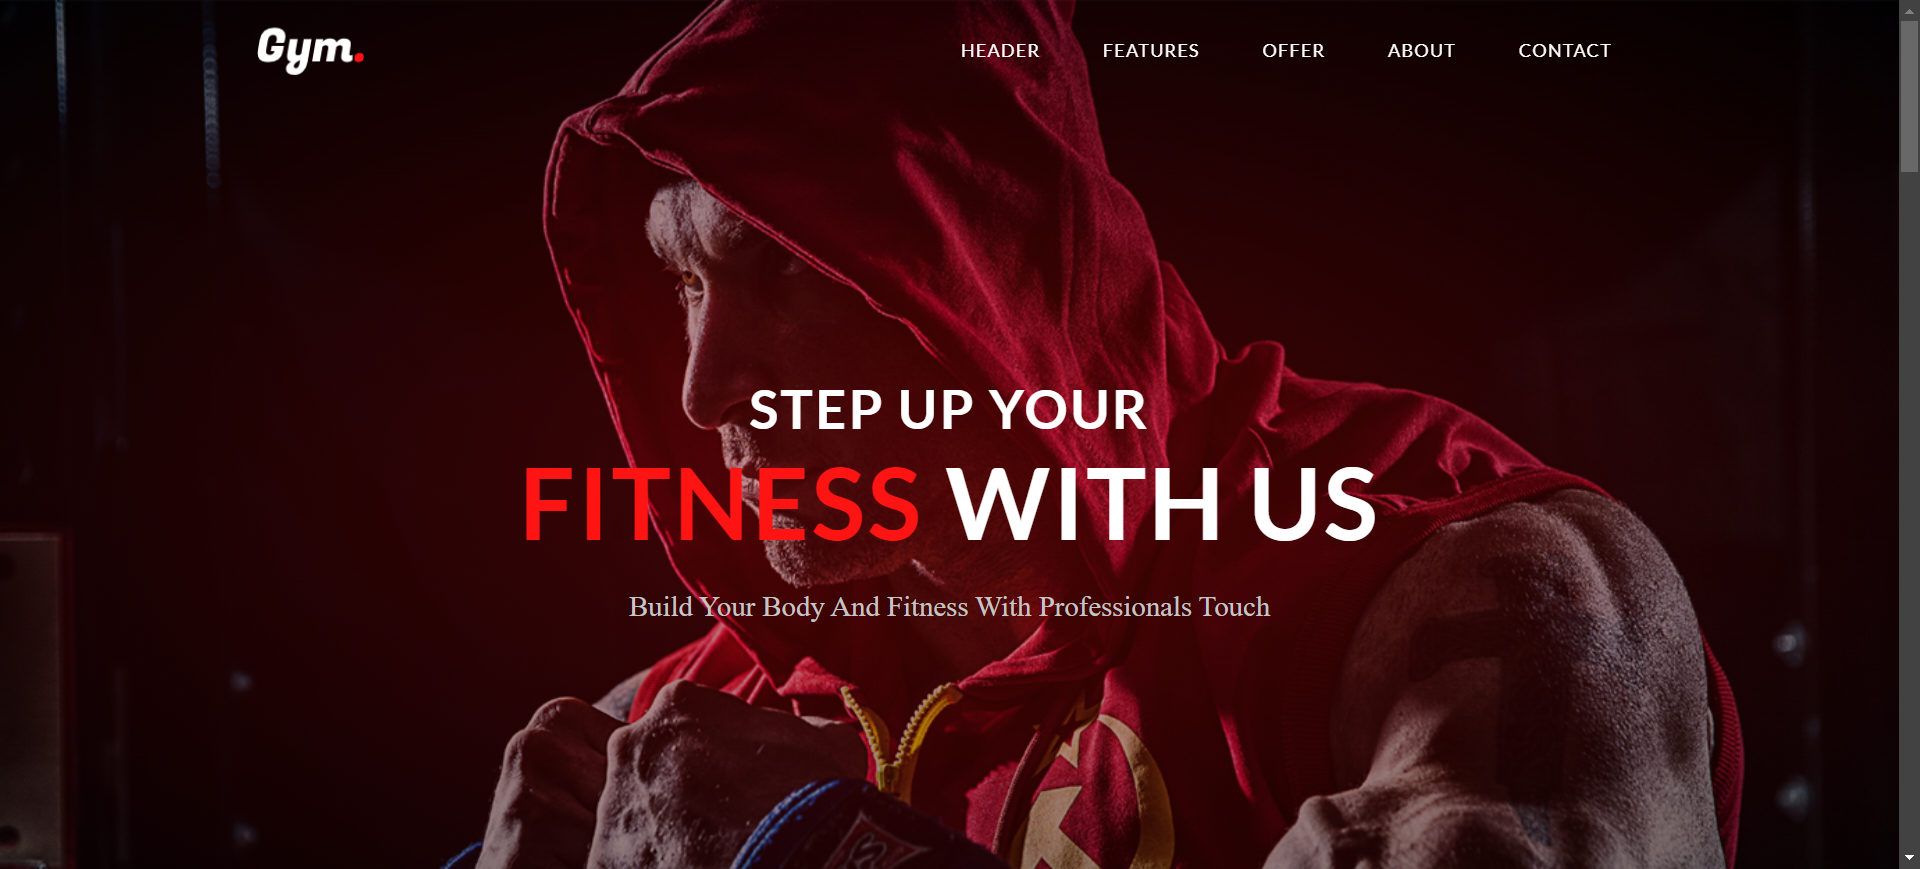 Gym.
HEADER FEATURES OFFER ABOUT CONTACT
STEP UP YOUR
FITNESS WITH US
Build Your Body And Fitness With Professionals Touch